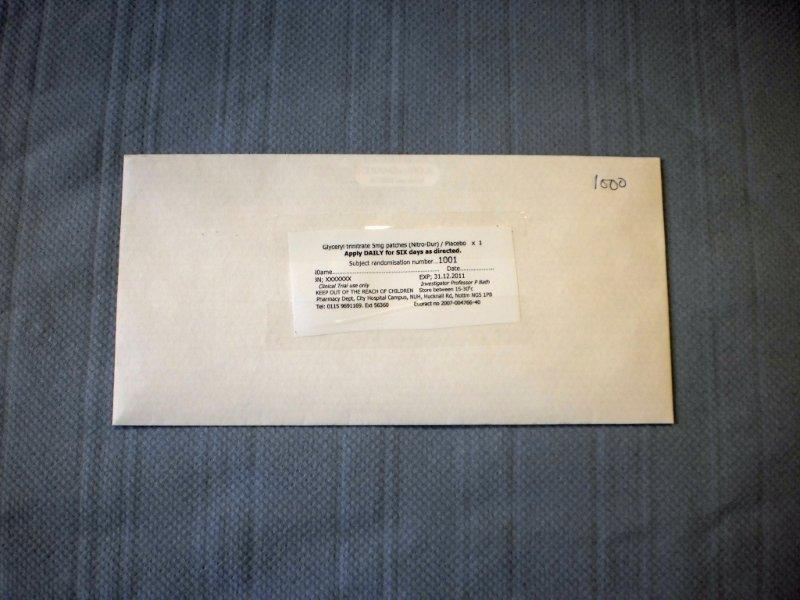 1000
Glyceryl trinitrate 5mg patches (Nitro-Dur) / Placebo x 1
Apply DAILY for SIX days as directed.
Subject randomisation number...1001
Name.......................................... Date...............
BN; XXXXXXX EXP; 31.12.2011
Clinical Trial use only Investigator Professor P Bath
KEEP OUT OF THE REACH OF CHILDREN Store between 15-30°c
Pharmacy Dept, City Hospital Campus, NUH, Hucknall Rd, Nottm NG5 1PB
Tel: 0115 9691169. Ext 56360 Eudract no 2007-004766-40